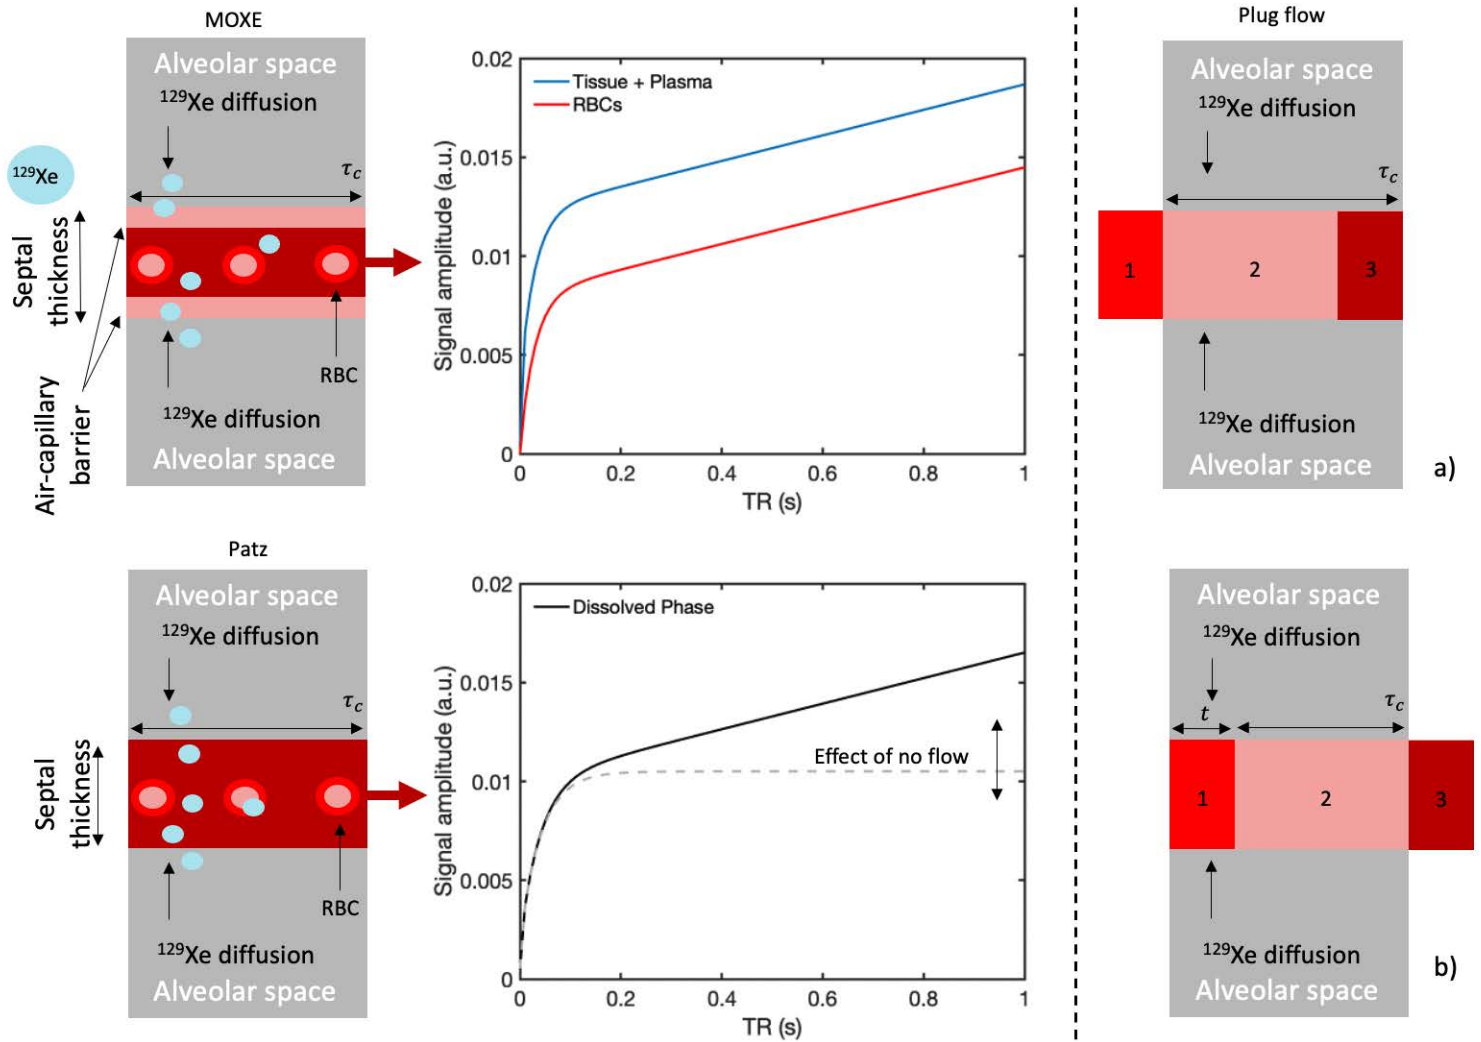 MOXE
Alveolar space
¹²⁹Xe diffusion
¹²⁹Xe
τc
Septal
thickness
RBC
Air-capillary
barrier
¹²⁹Xe diffusion
Alveolar space
0.02
0.015
0.01
0.005
0
Signal amplitude (a.u.)
Tissue + Plasma
RBCs
0 0.2 0.4 0.6 0.8 1
TR (s)
Plug flow
Alveolar space
¹²⁹Xe diffusion
τc
1 2 3
¹²⁹Xe diffusion
Alveolar space
a)
Patz
Alveolar space
¹²⁹Xe diffusion
τc
Septal
thickness
RBC
¹²⁹Xe diffusion
Alveolar space
0.02
0.015
0.01
0.005
0
Signal amplitude (a.u.)
Dissolved Phase
Effect of no flow
0 0.2 0.4 0.6 0.8 1
TR (s)
Alveolar space
¹²⁹Xe diffusion
t τc
1 2 3
¹²⁹Xe diffusion
Alveolar space
b)